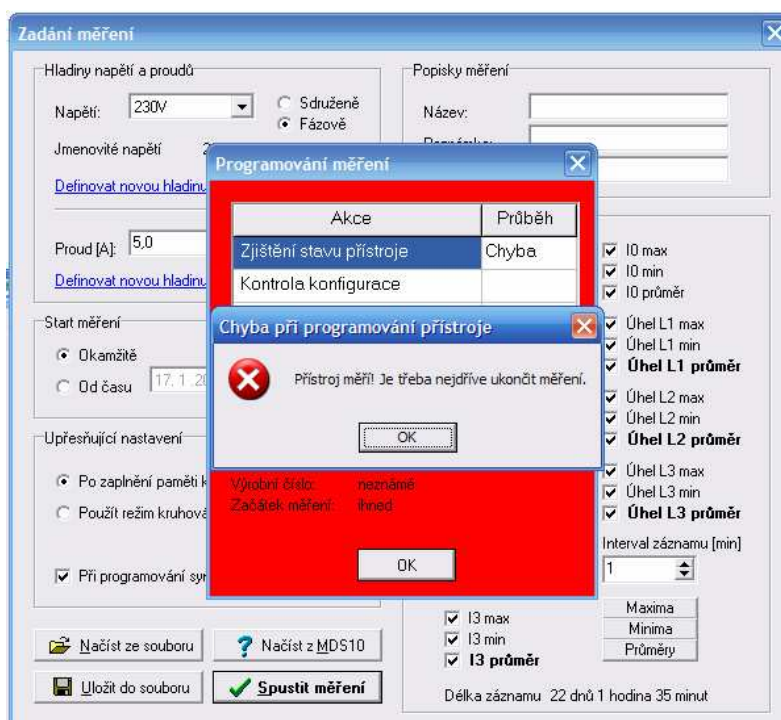 Zadání měření
Hladiny napětí a proudů
Napětí: 230V
Sdruženě
Fázově
Jmenovité napětí
Definovat novou hladinu
Proud [A]: 5,0
Definovat novou hladinu
Start měření
Okamžitě
Od času 17. 1 .20
Upřesňující nastavení
Po zaplnění paměti
Použít režim
Při programování
Načíst ze souboru
Načíst z MDS10
Uložit do souboru
Spustit měření
Popisky měření
Název:
I0 max
I0 min
I0 průměr
Úhel L1 max
Úhel L1 min
Úhel L1 průměr
Úhel L2 max
Úhel L2 min
Úhel L2 průměr
Úhel L3 max
Úhel L3 min
Úhel L3 průměr
Interval záznamu [min]
1
Maxima
Minima
Průměry
I3 max
I3 min
I3 průměr
Délka záznamu 22 dnů 1 hodina 35 minut
Programování měření
Akce Průběh
Zjištění stavu přístroje Chyba
Kontrola konfigurace
Chyba při programování přístroje
Přístroj měří! Je třeba nejdříve ukončit měření.
OK
Výrobní číslo: neznámé
Začátek měření: ihned
OK